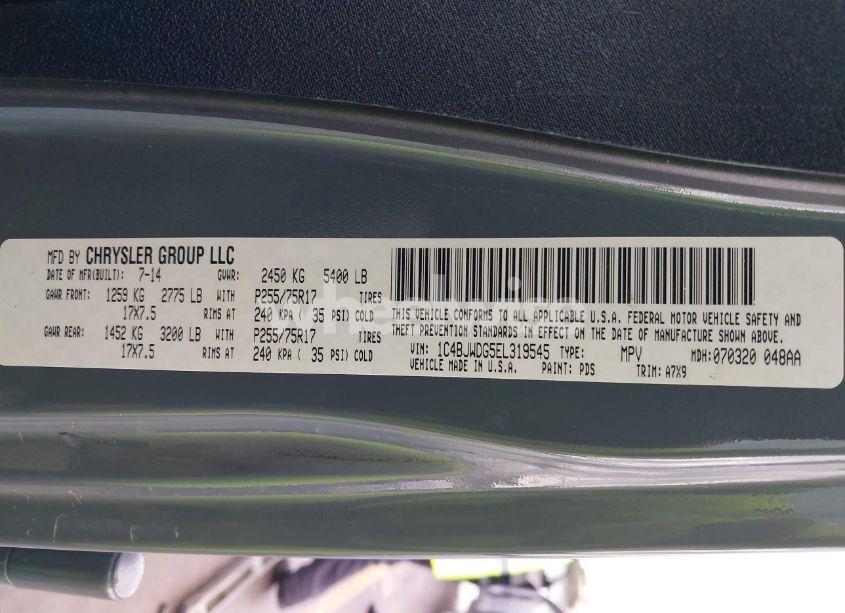 MFD BY CHRYSLER GROUP LLC
DATE OF MFR(BUILT): 7-14 GVWR: 2450 KG 5400 LB
GAWR FRONT: 1259 KG 2775 LB WITH P255/75R17 TIRES
17X7.5 RIMS AT 240 KPA ( 35 PSI) COLD
GAWR REAR: 1452 KG 3200 LB WITH P255/75R17 TIRES
17X7.5 RIMS AT 240 KPA ( 35 PSI) COLD
THIS VEHICLE CONFORMS TO ALL APPLICABLE U.S.A. FEDERAL MOTOR VEHICLE SAFETY AND
THEFT PREVENTION STANDARDS IN EFFECT ON THE DATE OF MANUFACTURE SHOWN ABOVE.
VIN: 1C4BJWDG5EL319545 TYPE: MPV MDH: 070320 048AA
VEHICLE MADE IN U.S.A. PAINT: PDS TRIM: A7X9